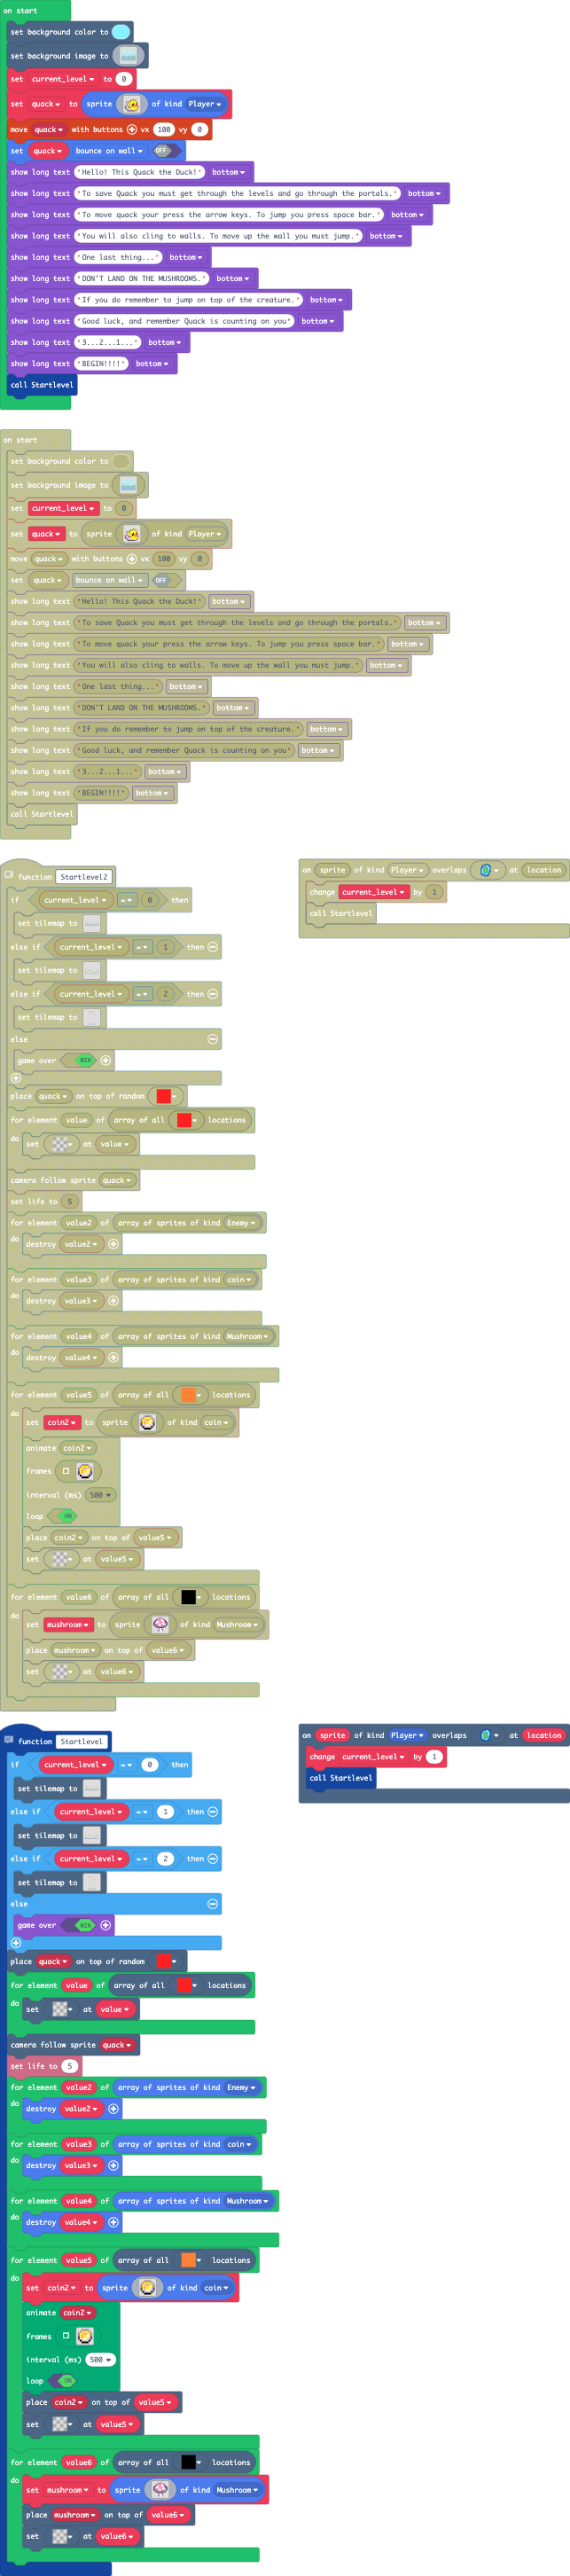 on start
set background color to
set background image to
set current_level to 0
set quack to sprite of kind Player
move quack with buttons vx 100 vy 0
set quack bounce on wall OFF
show long text "Hello! This Quack the Duck!" bottom
show long text "To save Quack you must get through the levels and go through the portals." bottom
show long text "To move quack your press the arrow keys. To jump you press space bar." bottom
show long text "You will also cling to walls. To move up the wall you must jump." bottom
show long text "One last thing..." bottom
show long text "DON'T LAND ON THE MUSHROOMS." bottom
show long text "If you do remember to jump on top of the creature." bottom
show long text "Good luck, and remember Quack is counting on you" bottom
show long text "3...2...1..." bottom
show long text "BEGIN!!!!" bottom
call Startlevel
on start
set background color to
set background image to
set current_level to 0
set quack to sprite of kind Player
move quack with buttons vx 100 vy 0
set quack bounce on wall OFF
show long text "Hello! This Quack the Duck!" bottom
show long text "To save Quack you must get through the levels and go through the portals." bottom
show long text "To move quack your press the arrow keys. To jump you press space bar." bottom
show long text "You will also cling to walls. To move up the wall you must jump." bottom
show long text "One last thing..." bottom
show long text "DON'T LAND ON THE MUSHROOMS." bottom
show long text "If you do remember to jump on top of the creature." bottom
show long text "Good luck, and remember Quack is counting on you" bottom
show long text "3...2...1..." bottom
show long text "BEGIN!!!!" bottom
call Startlevel
function Startlevel2
if current_level = 0 then
set tilemap to
else if current_level = 1 then
set tilemap to
else if current_level = 2 then
set tilemap to
else
game over WIN
place quack on top of random
for element value of array of all locations
do set at value
camera follow sprite quack
set life to 5
for element value2 of array of sprites of kind Enemy
do destroy value2
for element value3 of array of sprites of kind coin
do destroy value3
for element value4 of array of sprites of kind Mushroom
do destroy value4
for element value5 of array of all locations
do set coin2 to sprite of kind coin
animate coin2
frames
interval (ms) 500
loop ON
place coin2 on top of value5
set at value5
for element value6 of array of all locations
do set mushroom to sprite of kind Mushroom
place mushroom on top of value6
set at value6
on sprite of kind Player overlaps at location
change current_level by 1
call Startlevel
function Startlevel
if current_level = 0 then
set tilemap to
else if current_level = 1 then
set tilemap to
else if current_level = 2 then
set tilemap to
else
game over WIN
place quack on top of random
for element value of array of all locations
do set at value
camera follow sprite quack
set life to 5
for element value2 of array of sprites of kind Enemy
do destroy value2
for element value3 of array of sprites of kind coin
do destroy value3
for element value4 of array of sprites of kind Mushroom
do destroy value4
for element value5 of array of all locations
do set coin2 to sprite of kind coin
animate coin2
frames
interval (ms) 500
loop ON
place coin2 on top of value5
set at value5
for element value6 of array of all locations
do set mushroom to sprite of kind Mushroom
place mushroom on top of value6
set at value6
on sprite of kind Player overlaps at location
change current_level by 1
call Startlevel